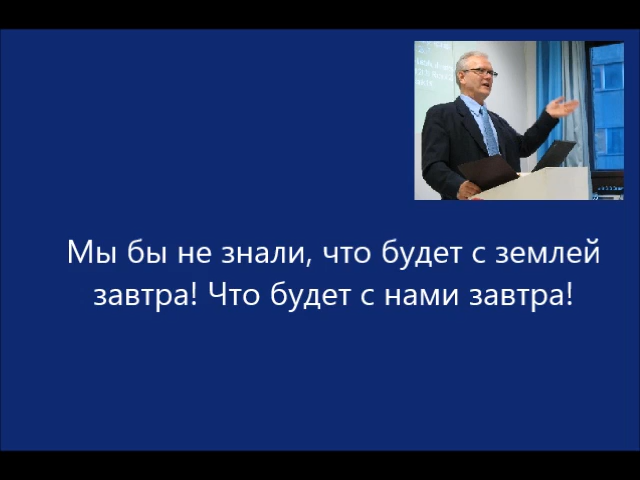 Мы бы не знали, что будет с землей
завтра! Что будет с нами завтра!